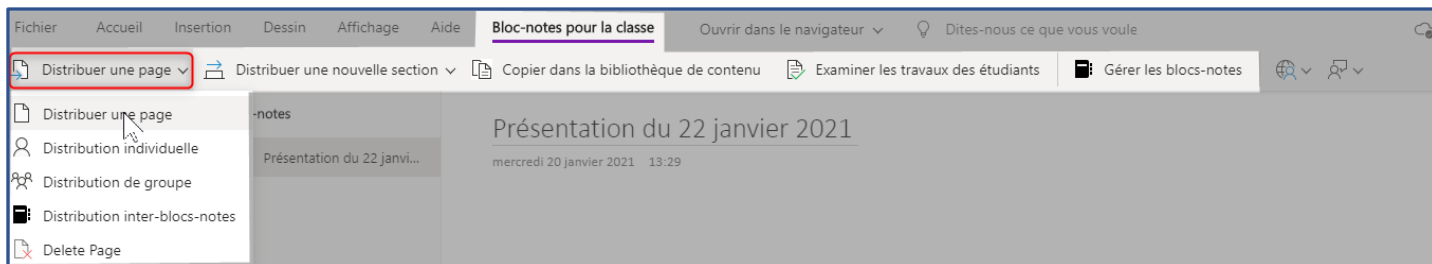 Fichier Accueil Insertion Dessin Affichage Aide Bloc-notes pour la classe Ouvrir dans le navigateur Dites-nous ce que vous voule
Distribuer une page Distribuer une nouvelle section Copier dans la bibliothèque de contenu Examiner les travaux des étudiants Gérer les blocs-notes
Distribuer une page
Distribution individuelle
Distribution de groupe
Distribution inter-blocs-notes
Delete Page
-notes
Présentation du 22 janvi...
Présentation du 22 janvier 2021
mercredi 20 janvier 2021 13:29